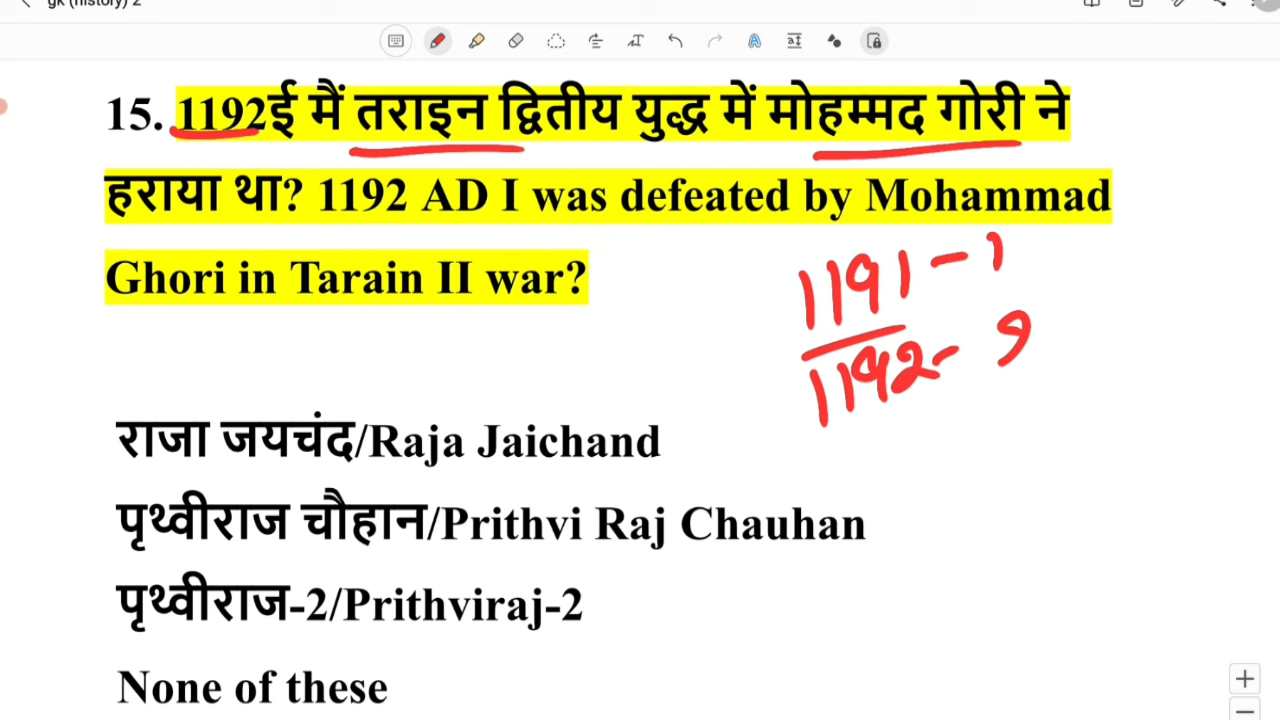 gk (history) 2
15. 1192ई मैं तराइन द्वितीय युद्ध में मोहम्मद गोरी ने
हराया था? 1192 AD I was defeated by Mohammad
Ghori in Tarain II war?
1191 - 1
1192 - 2
राजा जयचंद/Raja Jaichand
पृथ्वीराज चौहान/Prithvi Raj Chauhan
पृथ्वीराज-2/Prithviraj-2
None of these